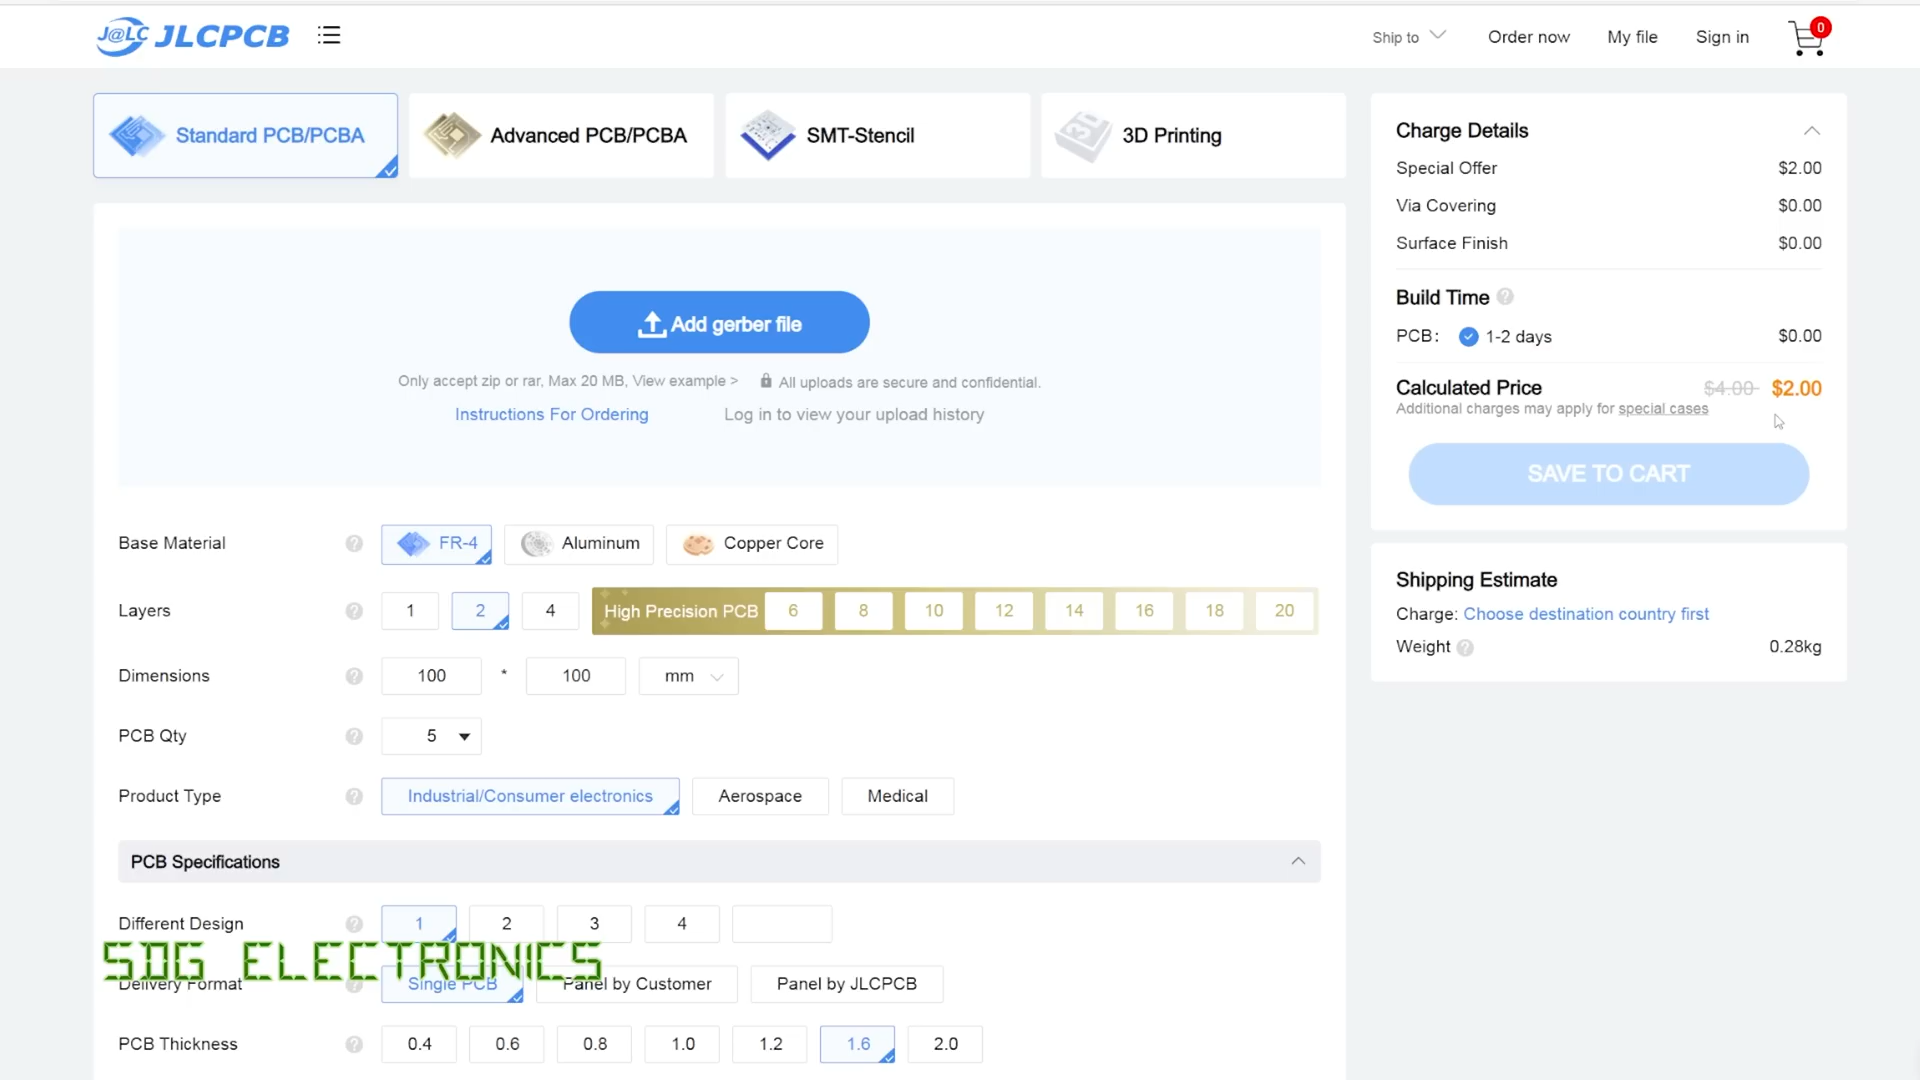 J@LC JLCPCB
Ship to
Order now
My file
Sign in
0
Standard PCB/PCBA
Advanced PCB/PCBA
SMT-Stencil
3D Printing
Add gerber file
Only accept zip or rar, Max 20 MB, View example >
All uploads are secure and confidential.
Instructions For Ordering
Log in to view your upload history
Base Material ? FR-4 Aluminum Copper Core
Layers ? 1 2 4 High Precision PCB 6 8 10 12 14 16 18 20
Dimensions ? 100 * 100 mm
PCB Qty ? 5
Product Type ? Industrial/Consumer electronics Aerospace Medical
PCB Specifications
Different Design ? 1 2 3 4
SDG ELECTRONICS
Delivery Format ? Single PCB Panel by Customer Panel by JLCPCB
PCB Thickness ? 0.4 0.6 0.8 1.0 1.2 1.6 2.0
Charge Details
Special Offer $2.00
Via Covering $0.00
Surface Finish $0.00
Build Time ?
PCB: 1-2 days $0.00
Calculated Price $4.00 $2.00
Additional charges may apply for special cases
SAVE TO CART
Shipping Estimate
Charge: Choose destination country first
Weight ? 0.28kg